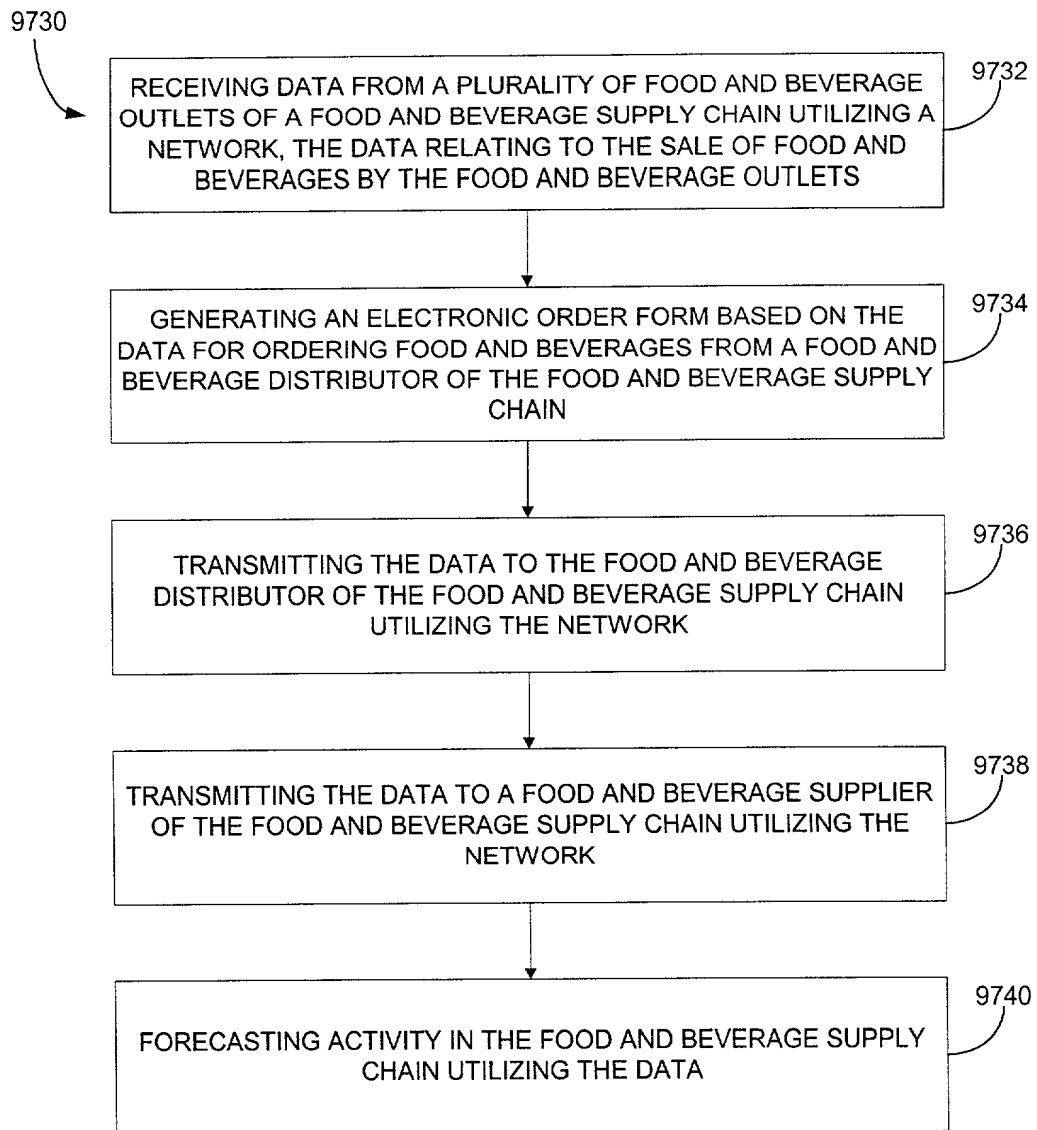 9730
9732
RECEIVING DATA FROM A PLURALITY OF FOOD AND BEVERAGE
OUTLETS OF A FOOD AND BEVERAGE SUPPLY CHAIN UTILIZING A
NETWORK, THE DATA RELATING TO THE SALE OF FOOD AND
BEVERAGES BY THE FOOD AND BEVERAGE OUTLETS
9734
GENERATING AN ELECTRONIC ORDER FORM BASED ON THE
DATA FOR ORDERING FOOD AND BEVERAGES FROM A FOOD AND
BEVERAGE DISTRIBUTOR OF THE FOOD AND BEVERAGE SUPPLY
CHAIN
9736
TRANSMITTING THE DATA TO THE FOOD AND BEVERAGE
DISTRIBUTOR OF THE FOOD AND BEVERAGE SUPPLY CHAIN
UTILIZING THE NETWORK
9738
TRANSMITTING THE DATA TO A FOOD AND BEVERAGE SUPPLIER
OF THE FOOD AND BEVERAGE SUPPLY CHAIN UTILIZING THE
NETWORK
9740
FORECASTING ACTIVITY IN THE FOOD AND BEVERAGE SUPPLY
CHAIN UTILIZING THE DATA